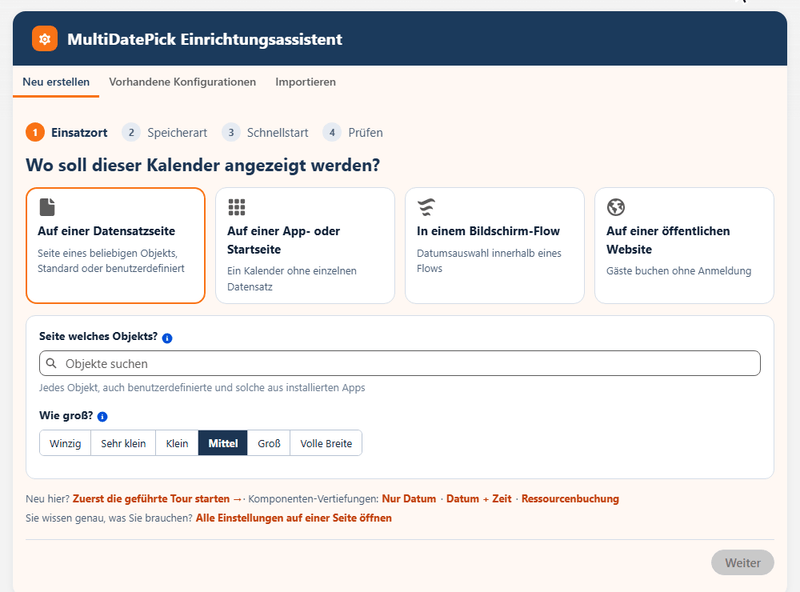 MultiDatePick Einrichtungsassistent
Neu erstellen Vorhandene Konfigurationen Importieren
1 Einsatzort 2 Speicherart 3 Schnellstart 4 Prüfen
Wo soll dieser Kalender angezeigt werden?
Auf einer Datensatzseite
Seite eines beliebigen Objekts,
Standard oder benutzerdefiniert
Auf einer App- oder
Startseite
Ein Kalender ohne einzelnen
Datensatz
In einem Bildschirm-Flow
Datumsauswahl innerhalb eines
Flows
Auf einer öffentlichen
Website
Gäste buchen ohne Anmeldung
Seite welches Objekts? i
Objekte suchen
Jedes Objekt, auch benutzerdefinierte und solche aus installierten Apps
Wie groß? i
Winzig Sehr klein Klein Mittel Groß Volle Breite
Neu hier? Zuerst die geführte Tour starten →· Komponenten-Vertiefungen: Nur Datum · Datum + Zeit · Ressourcenbuchung
Sie wissen genau, was Sie brauchen? Alle Einstellungen auf einer Seite öffnen
Weiter